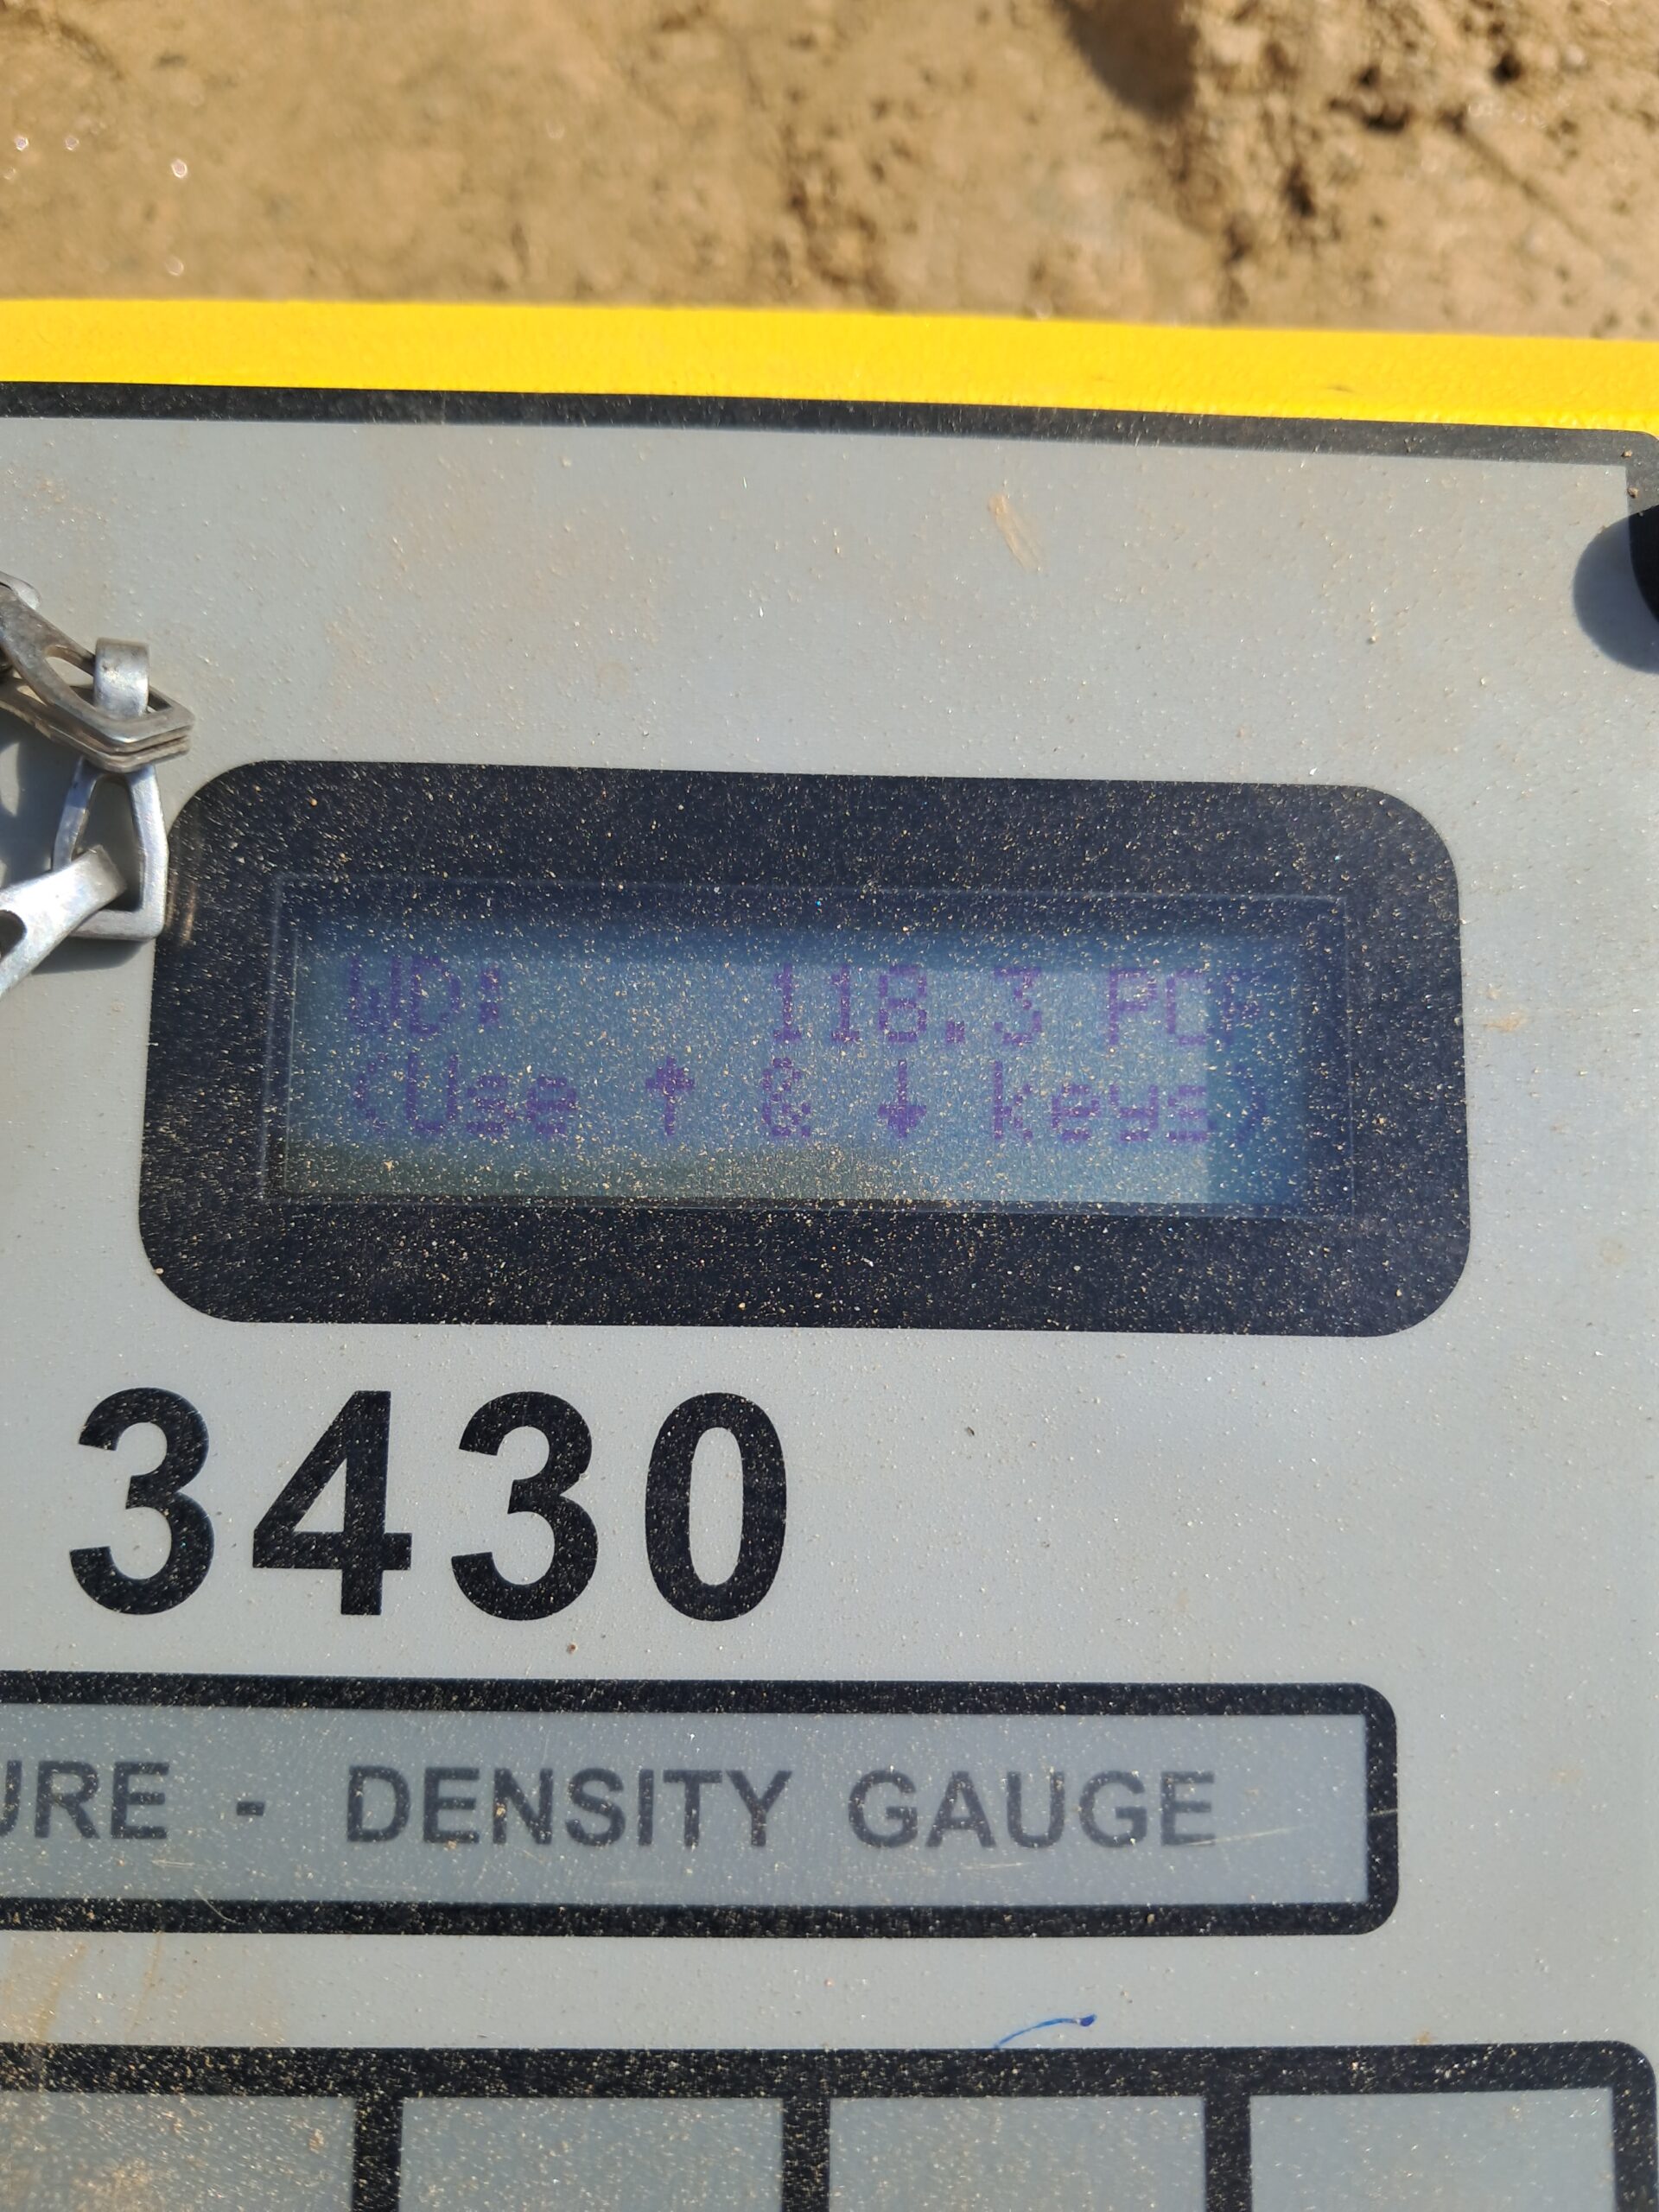 WD: 118.3 PCF
<Use ↑ & ↓ keys>
3430
URE - DENSITY GAUGE